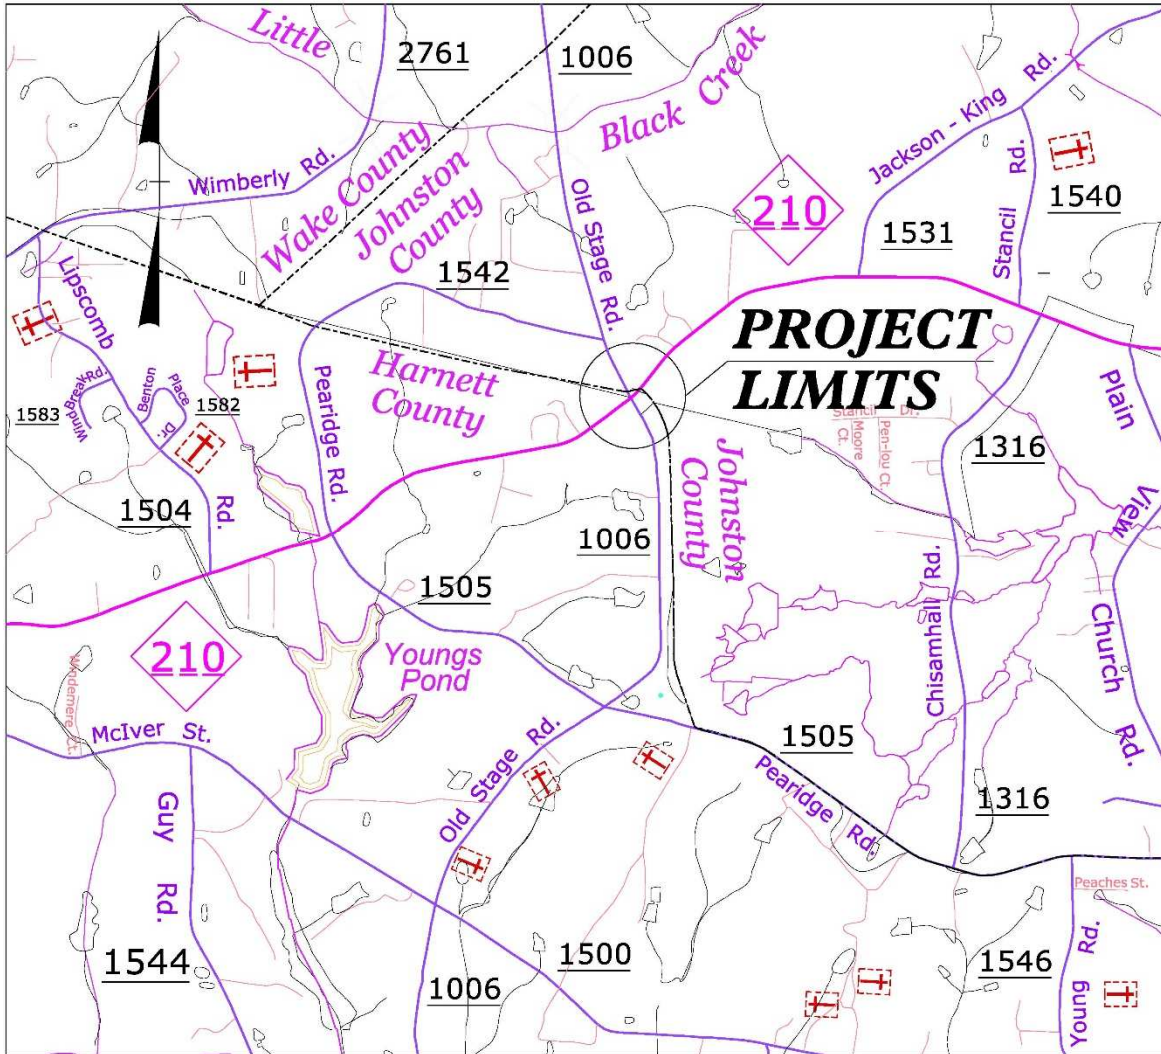 Little
2761
1006
Black Creek
Jackson - King Rd.
Wimberly Rd.
Wake County
Johnston
County
Old Stage Rd.
210
1531
Stancil Rd.
1540
Lipscomb
Rd.
1542
Pearidge Rd.
Harnett
County
PROJECT
LIMITS
Wind Break Rd.
Benton
Place
Dr.
1583
1582
1504
Stancil Dr.
Moore
Ct.
Pen-lou Ct.
1316
Plain
View
Church
Rd.
Johnston
County
1006
Chisamhall Rd.
1505
210
Youngs
Pond
Windemere Ct.
McIver St.
Guy
Rd.
Old Stage Rd.
1505
Pearidge Rd.
1316
Peaches St.
1544
1006
1500
1546
Young Rd.